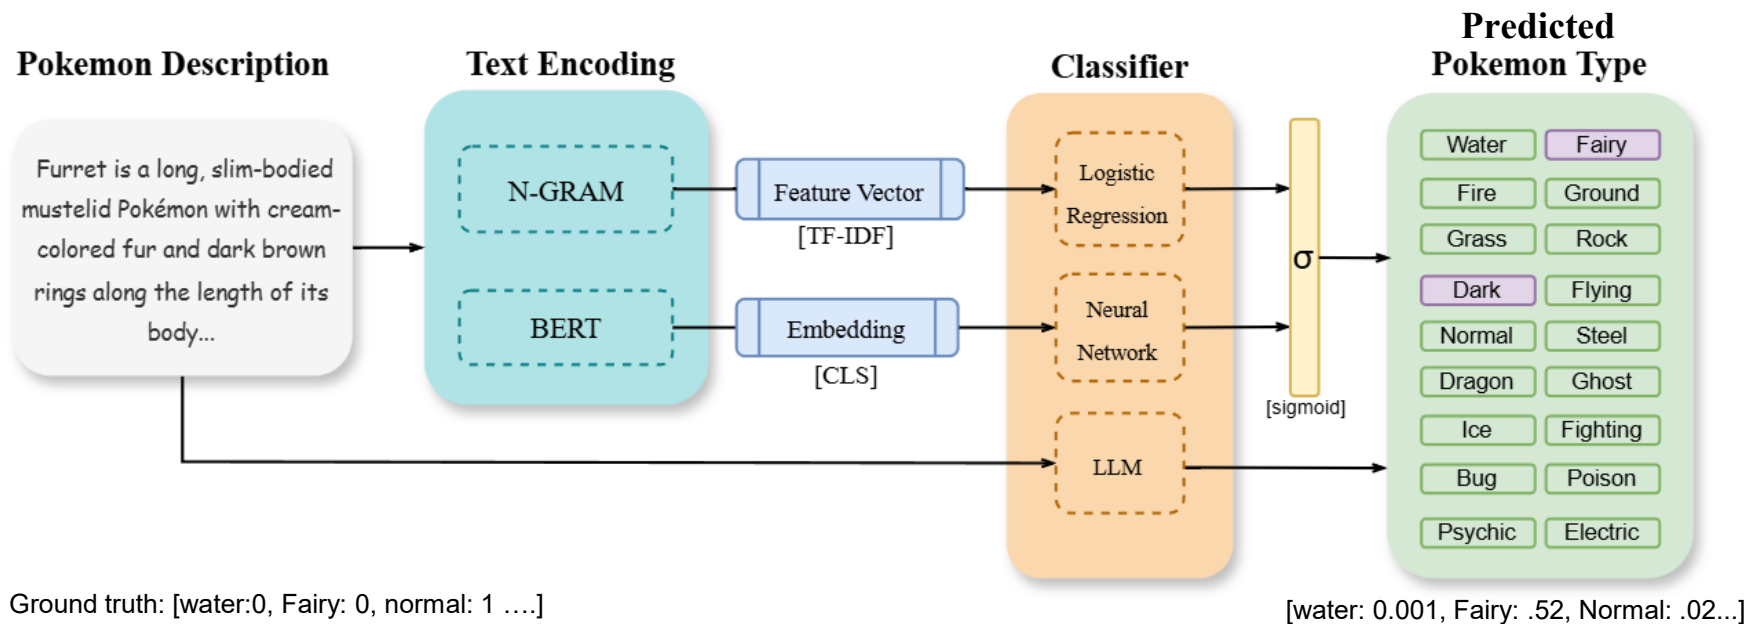 Pokemon Description
Furret is a long, slim-bodied
mustelid Pokémon with cream-
colored fur and dark brown
rings along the length of its
body...
Text Encoding
N-GRAM
BERT
Feature Vector
[TF-IDF]
Embedding
[CLS]
Classifier
Logistic
Regression
Neural
Network
LLM
σ
[sigmoid]
Predicted
Pokemon Type
Water Fairy
Fire Ground
Grass Rock
Dark Flying
Normal Steel
Dragon Ghost
Ice Fighting
Bug Poison
Psychic Electric
Ground truth: [water:0, Fairy: 0, normal: 1 ....]
[water: 0.001, Fairy: .52, Normal: .02...]